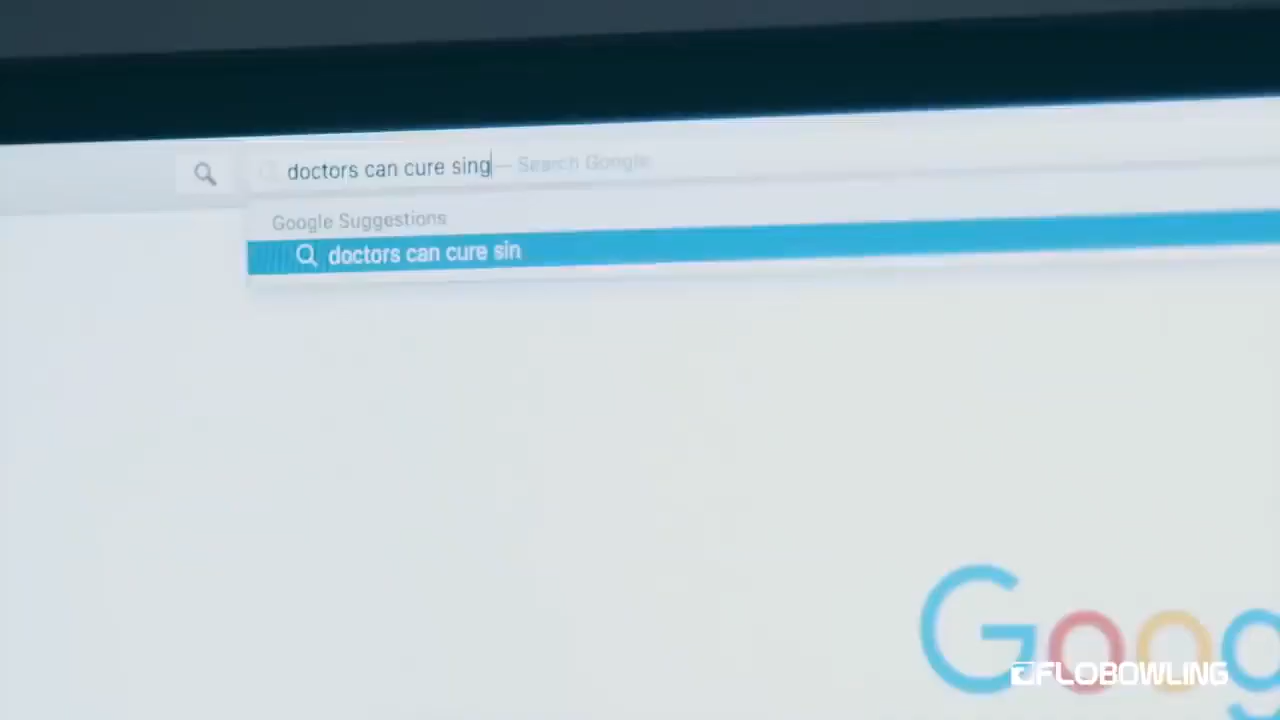 doctors can cure sing — Search Google
Google Suggestions
doctors can cure sin
Goog
FLOBOWLING